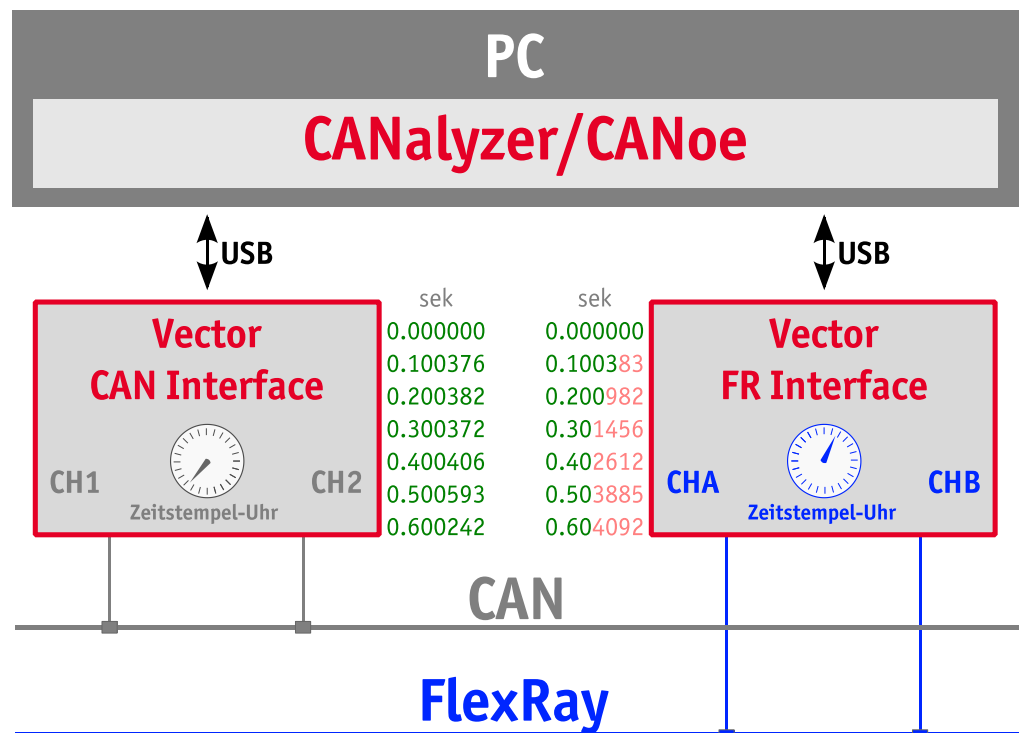 PC
CANalyzer/CANoe
USB
USB
Vector
CAN Interface
CH1
CH2
Zeitstempel-Uhr
sek
0.000000
0.100376
0.200382
0.300372
0.400406
0.500593
0.600242
sek
0.000000
0.100383
0.200982
0.301456
0.402612
0.503885
0.604092
Vector
FR Interface
CHA
CHB
Zeitstempel-Uhr
CAN
FlexRay